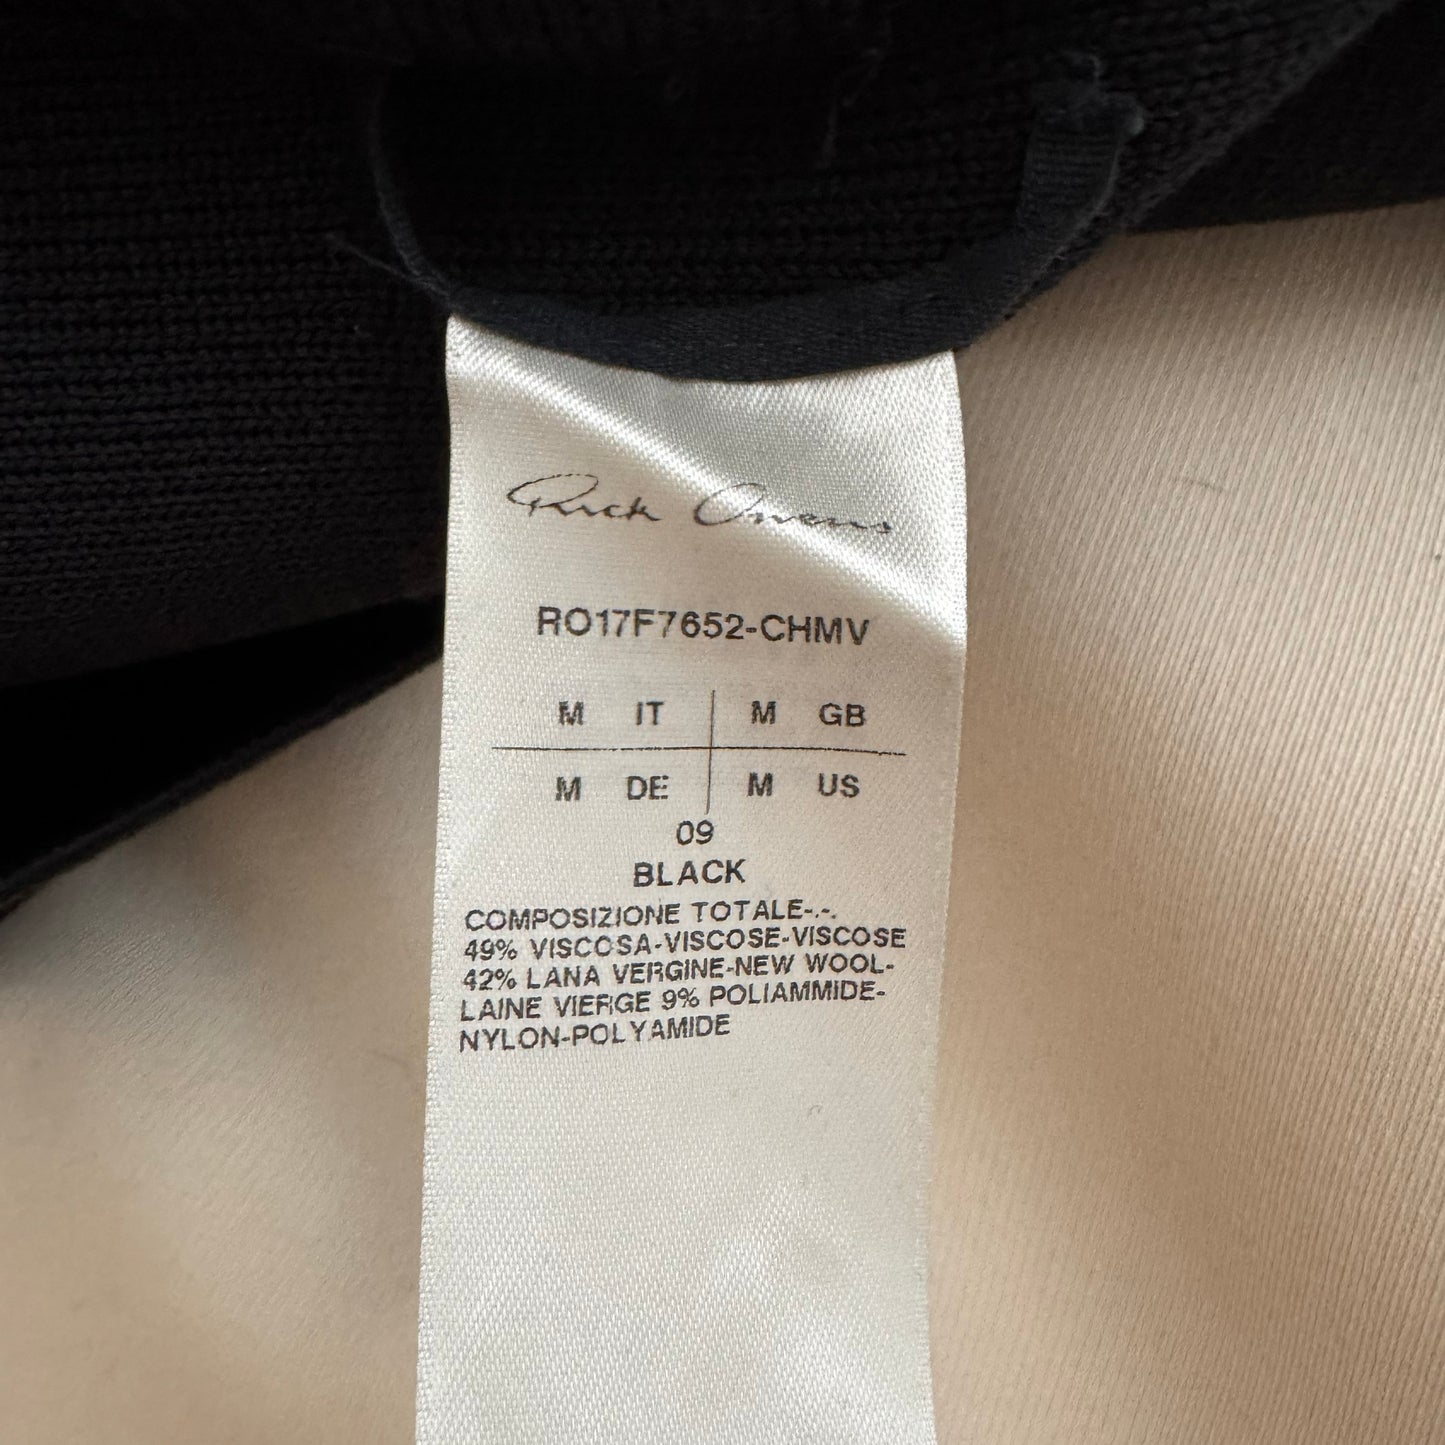 Rick Owens
RO17F7652-CHMV
M IT M GB
M DE M US
09
BLACK
COMPOSIZIONE TOTALE-.-.
49% VISCOSA-VISCOSE-VISCOSE
42% LANA VERGINE-NEW WOOL-
LAINE VIERGE 9% POLIAMMIDE-
NYLON-POLYAMIDE